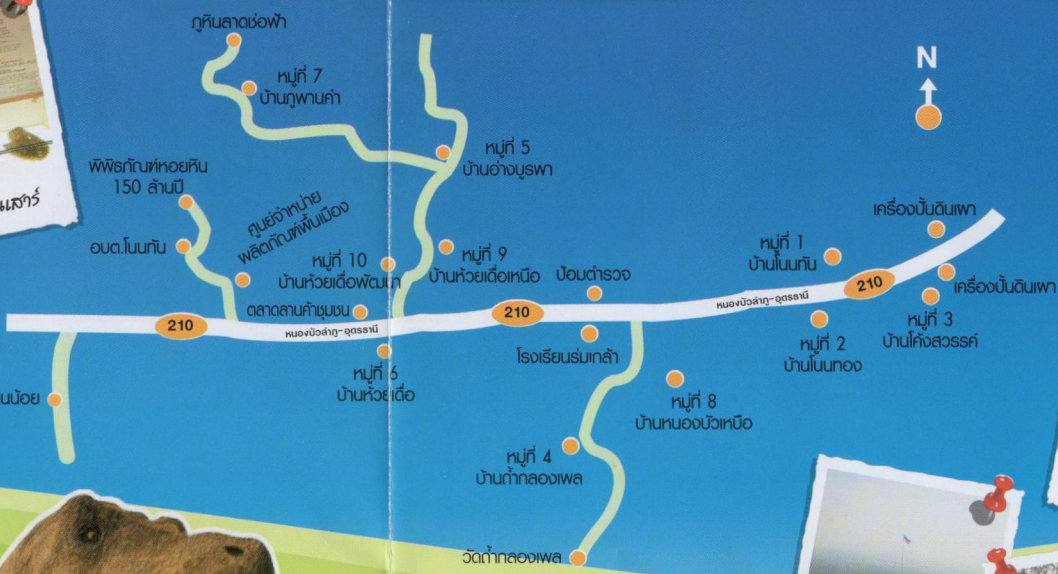 ภูหินลาดช่อฟ้า
หมู่ที่ 7
บ้านภูพานคำ
N
หมู่ที่ 5
บ้านอ่างบูรพา
พิพิธภัณฑ์หอยหิน
150 ล้านปี
ศูนย์จำหน่าย
ผลิตภัณฑ์พื้นเมือง
อบต.โนนทัน
เครื่องปั้นดินเผา
หมู่ที่ 1
บ้านโนนทัน
หมู่ที่ 10
บ้านห้วยเดื่อพัฒนา
หมู่ที่ 9
บ้านห้วยเดื่อเหนือ
ป้อมตำรวจ
210
เครื่องปั้นดินเผา
ตลาดลานค้าชุมชน
210
หนองบัวลำภู-อุดรธานี
210
หนองบัวลำภู-อุดรธานี
หมู่ที่ 3
บ้านโค้งสวรรค์
หมู่ที่ 2
บ้านโนนทอง
โรงเรียนร่มเกล้า
หมู่ที่ 6
บ้านห้วยเดื่อ
หมู่ที่ 8
บ้านหนองบัวเหนือ
หมู่ที่ 4
บ้านถ้ำกลองเพล
วัดถ้ำกลองเพล